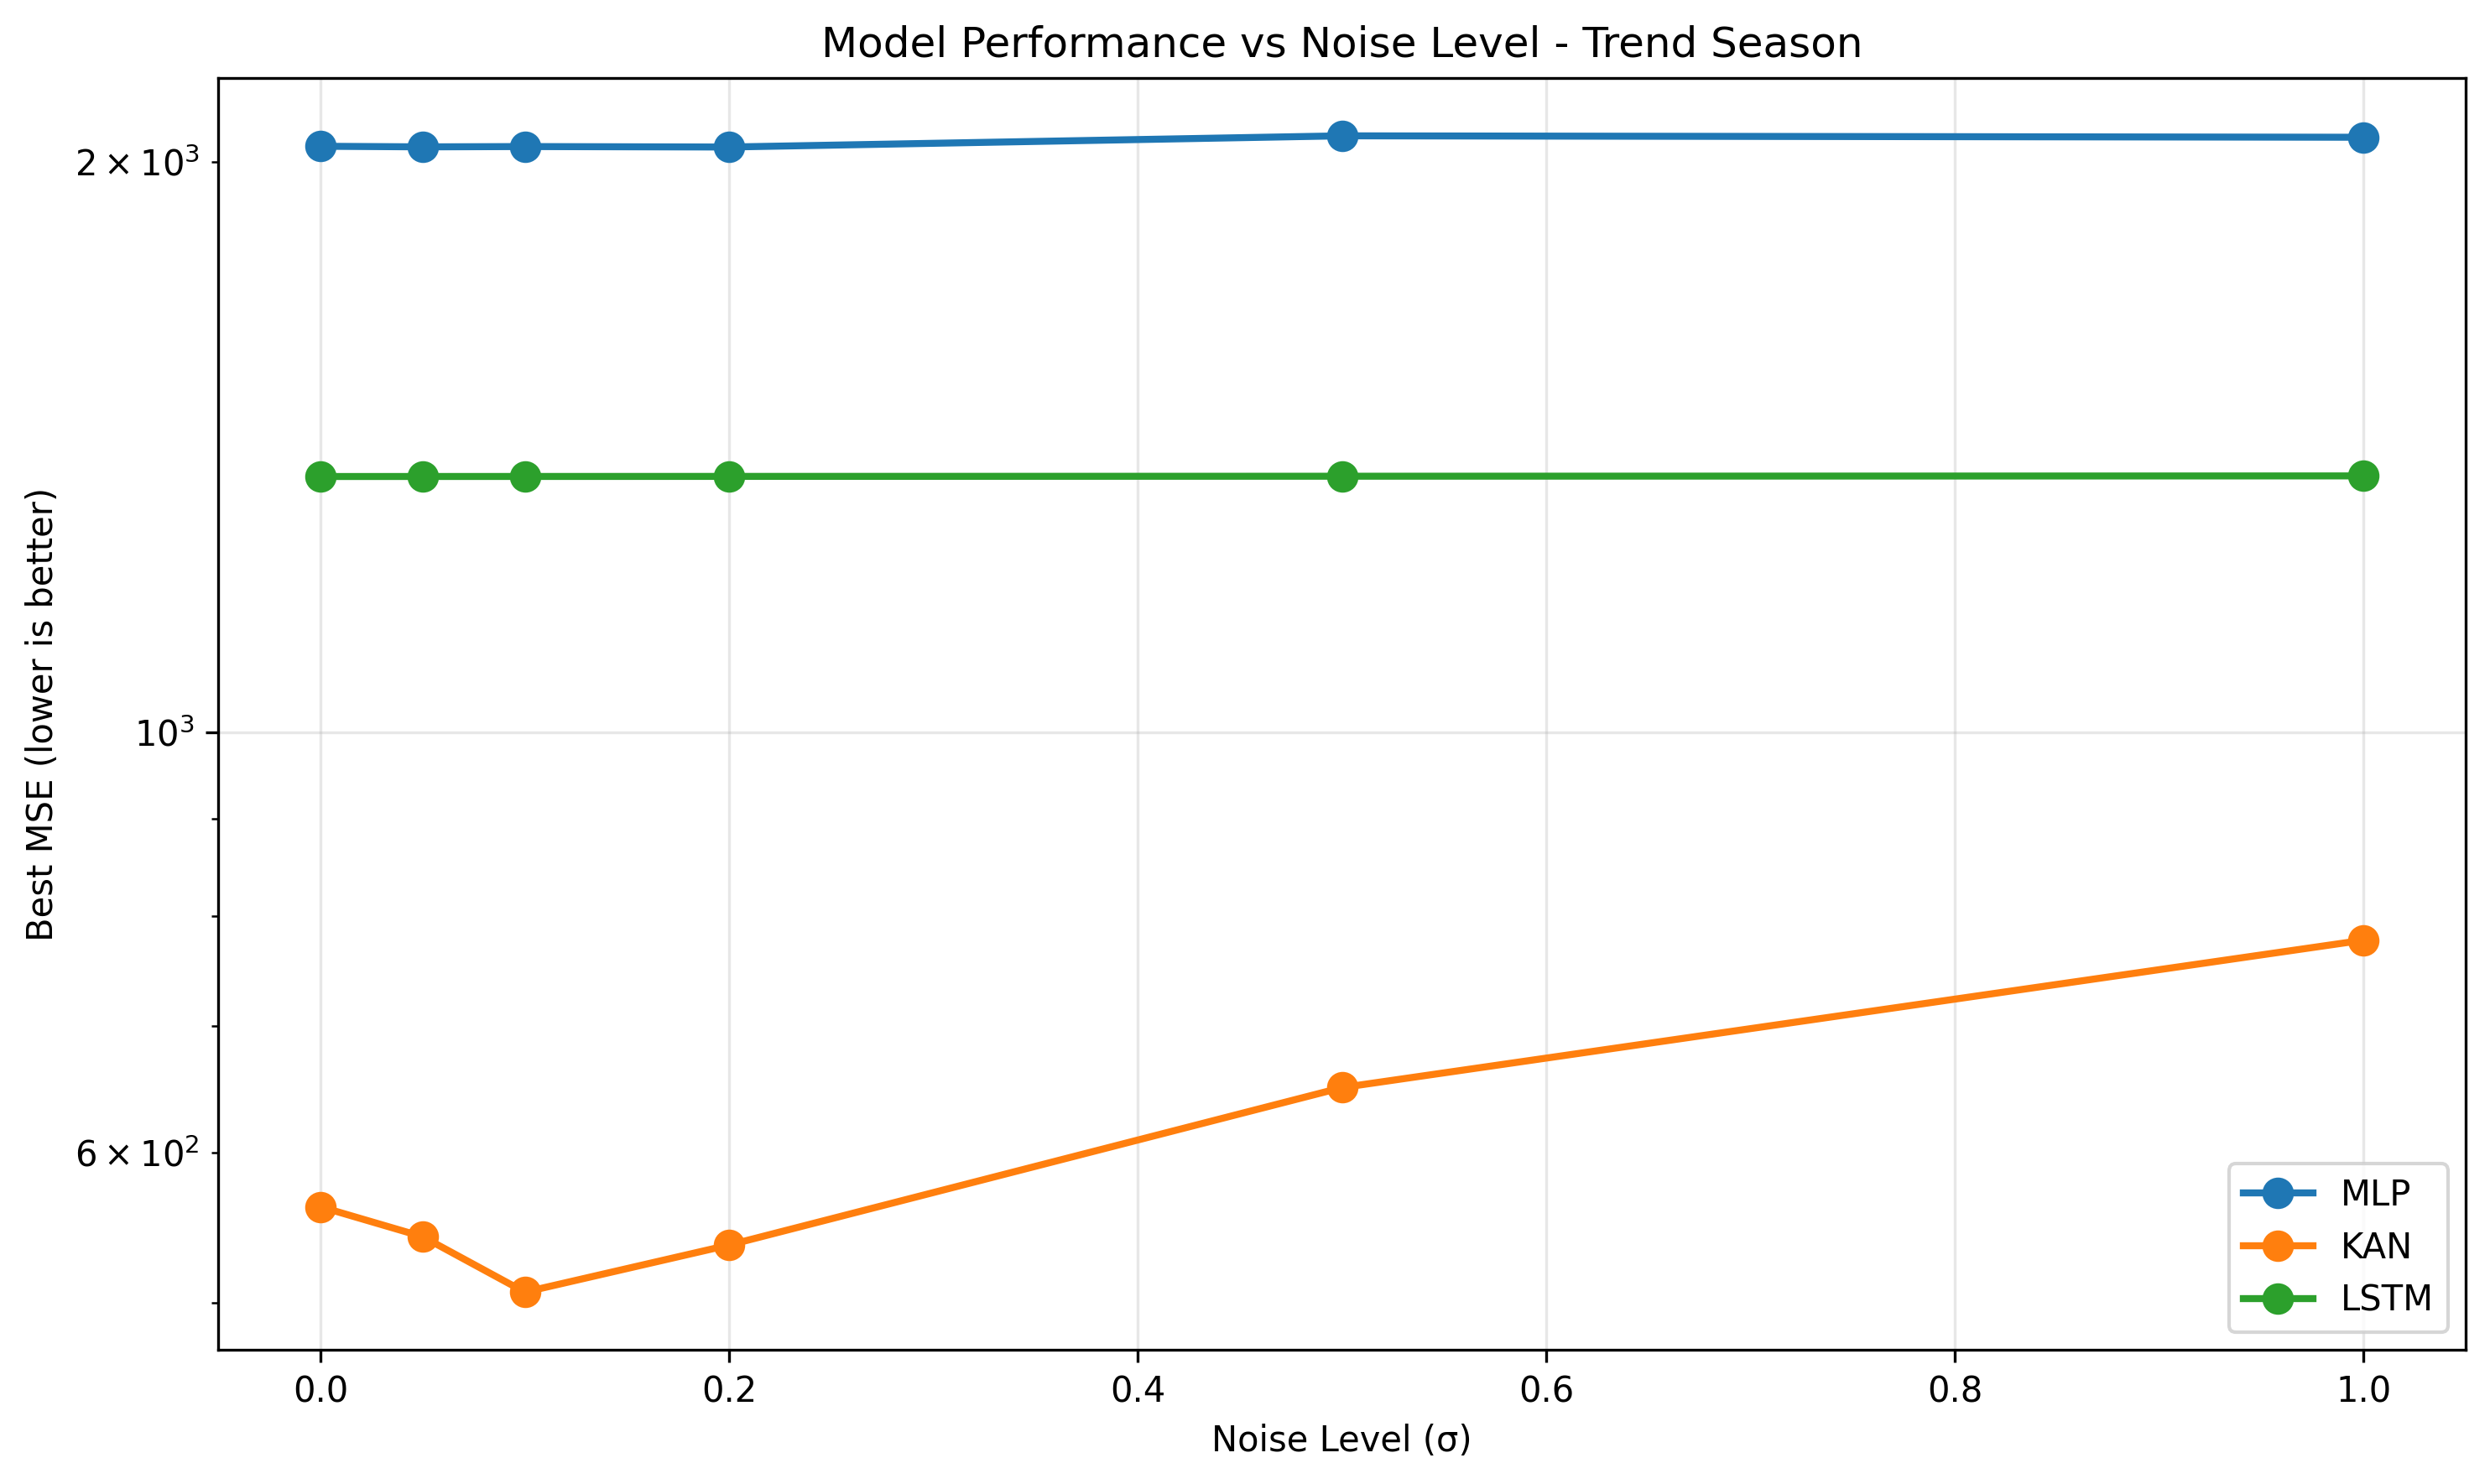 Model Performance vs Noise Level - Trend Season
Best MSE (lower is better)
2 × 10³
10³
6 × 10²
0.0 0.2 0.4 0.6 0.8 1.0
Noise Level (σ)
MLP
KAN
LSTM